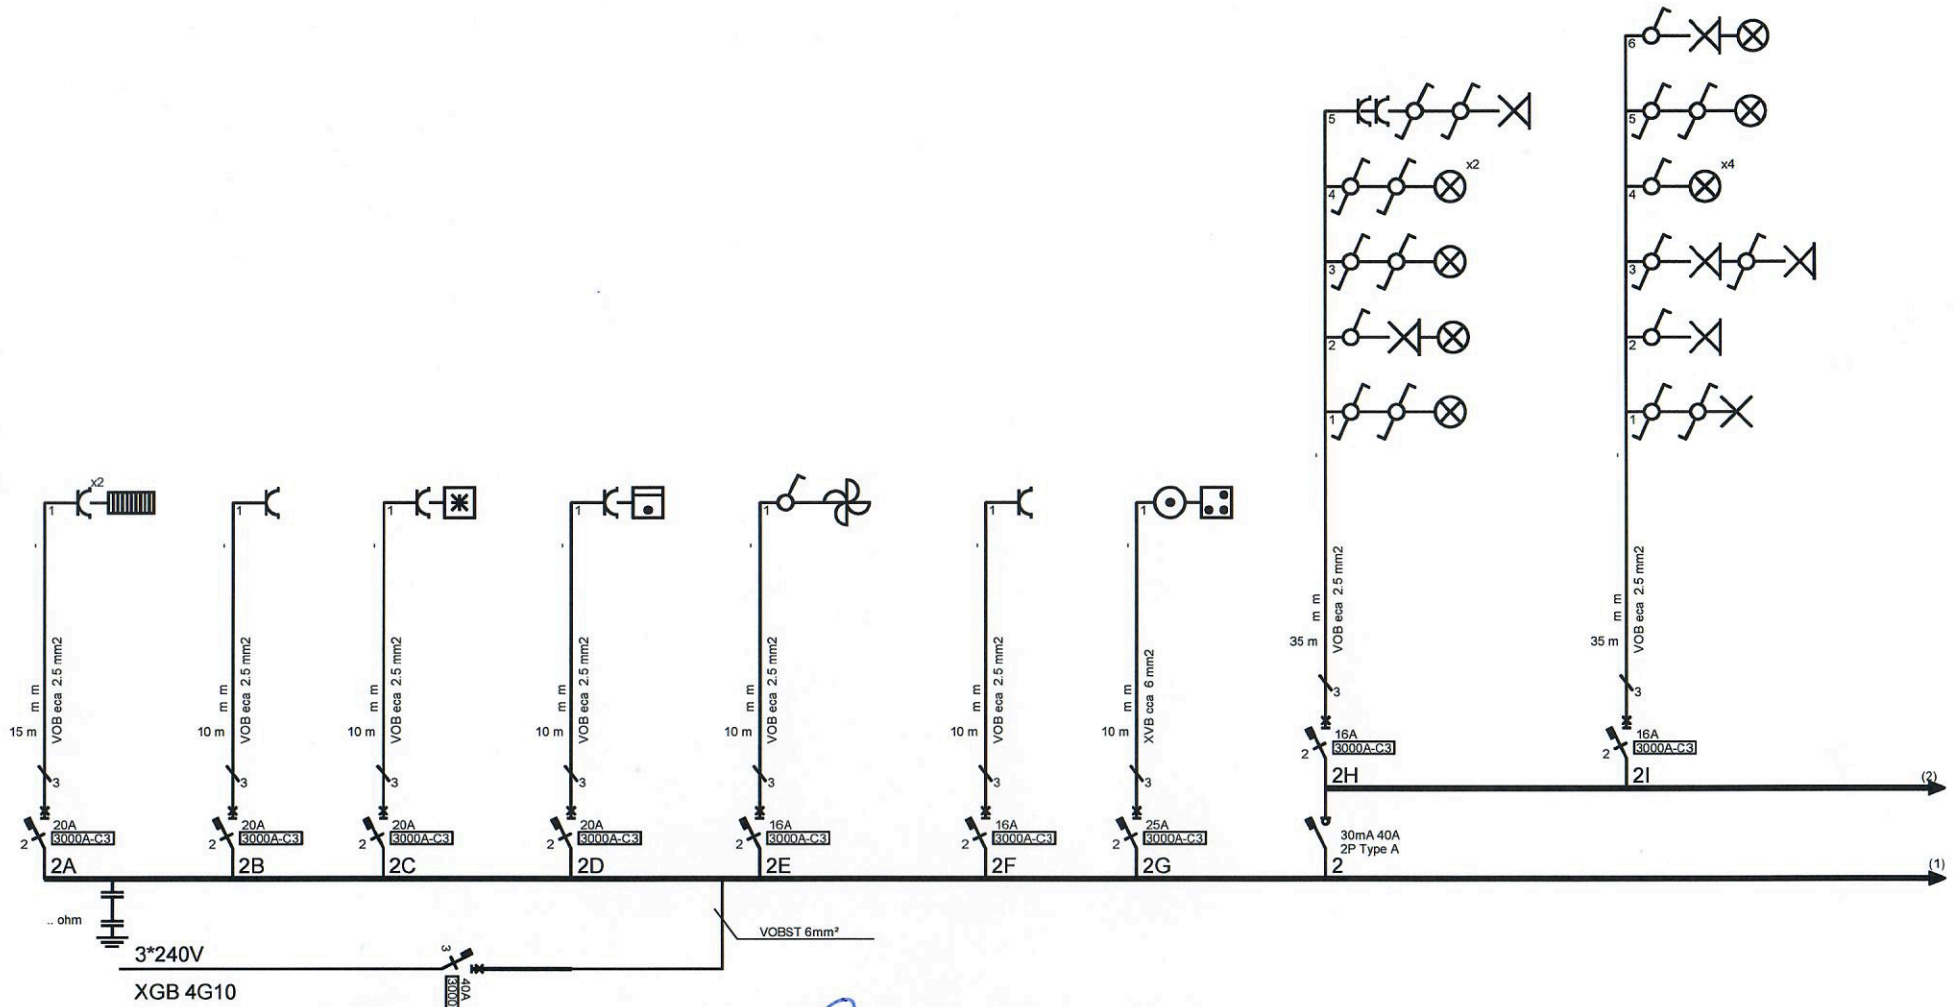 6
5
5
x2
x4
4
4
3
3
2
2
1
1
x2
1
1
1
1
1
1
1
m m
VOB eca 2.5 mm2
35 m
m m
VOB eca 2.5 mm2
35 m
3
3
m m
VOB eca 2.5 mm2
15 m
m m
VOB eca 2.5 mm2
10 m
m m
VOB eca 2.5 mm2
10 m
m m
VOB eca 2.5 mm2
10 m
m m
VOB eca 2.5 mm2
10 m
m m
VOB eca 2.5 mm2
10 m
m m
XVB cca 6 mm2
10 m
16A
2 3000A-C3
2H
16A
2 3000A-C3
2I
(2)
3
3
3
3
3
3
3
20A
2 3000A-C3
2A
20A
2 3000A-C3
2B
20A
2 3000A-C3
2C
20A
2 3000A-C3
2D
16A
2 3000A-C3
2E
16A
2 3000A-C3
2F
25A
2 3000A-C3
2G
30mA 40A
2P Type A
2
(1)
.. ohm
VOBST 6mm²
3*240V
3
40A
3000
XGB 4G10